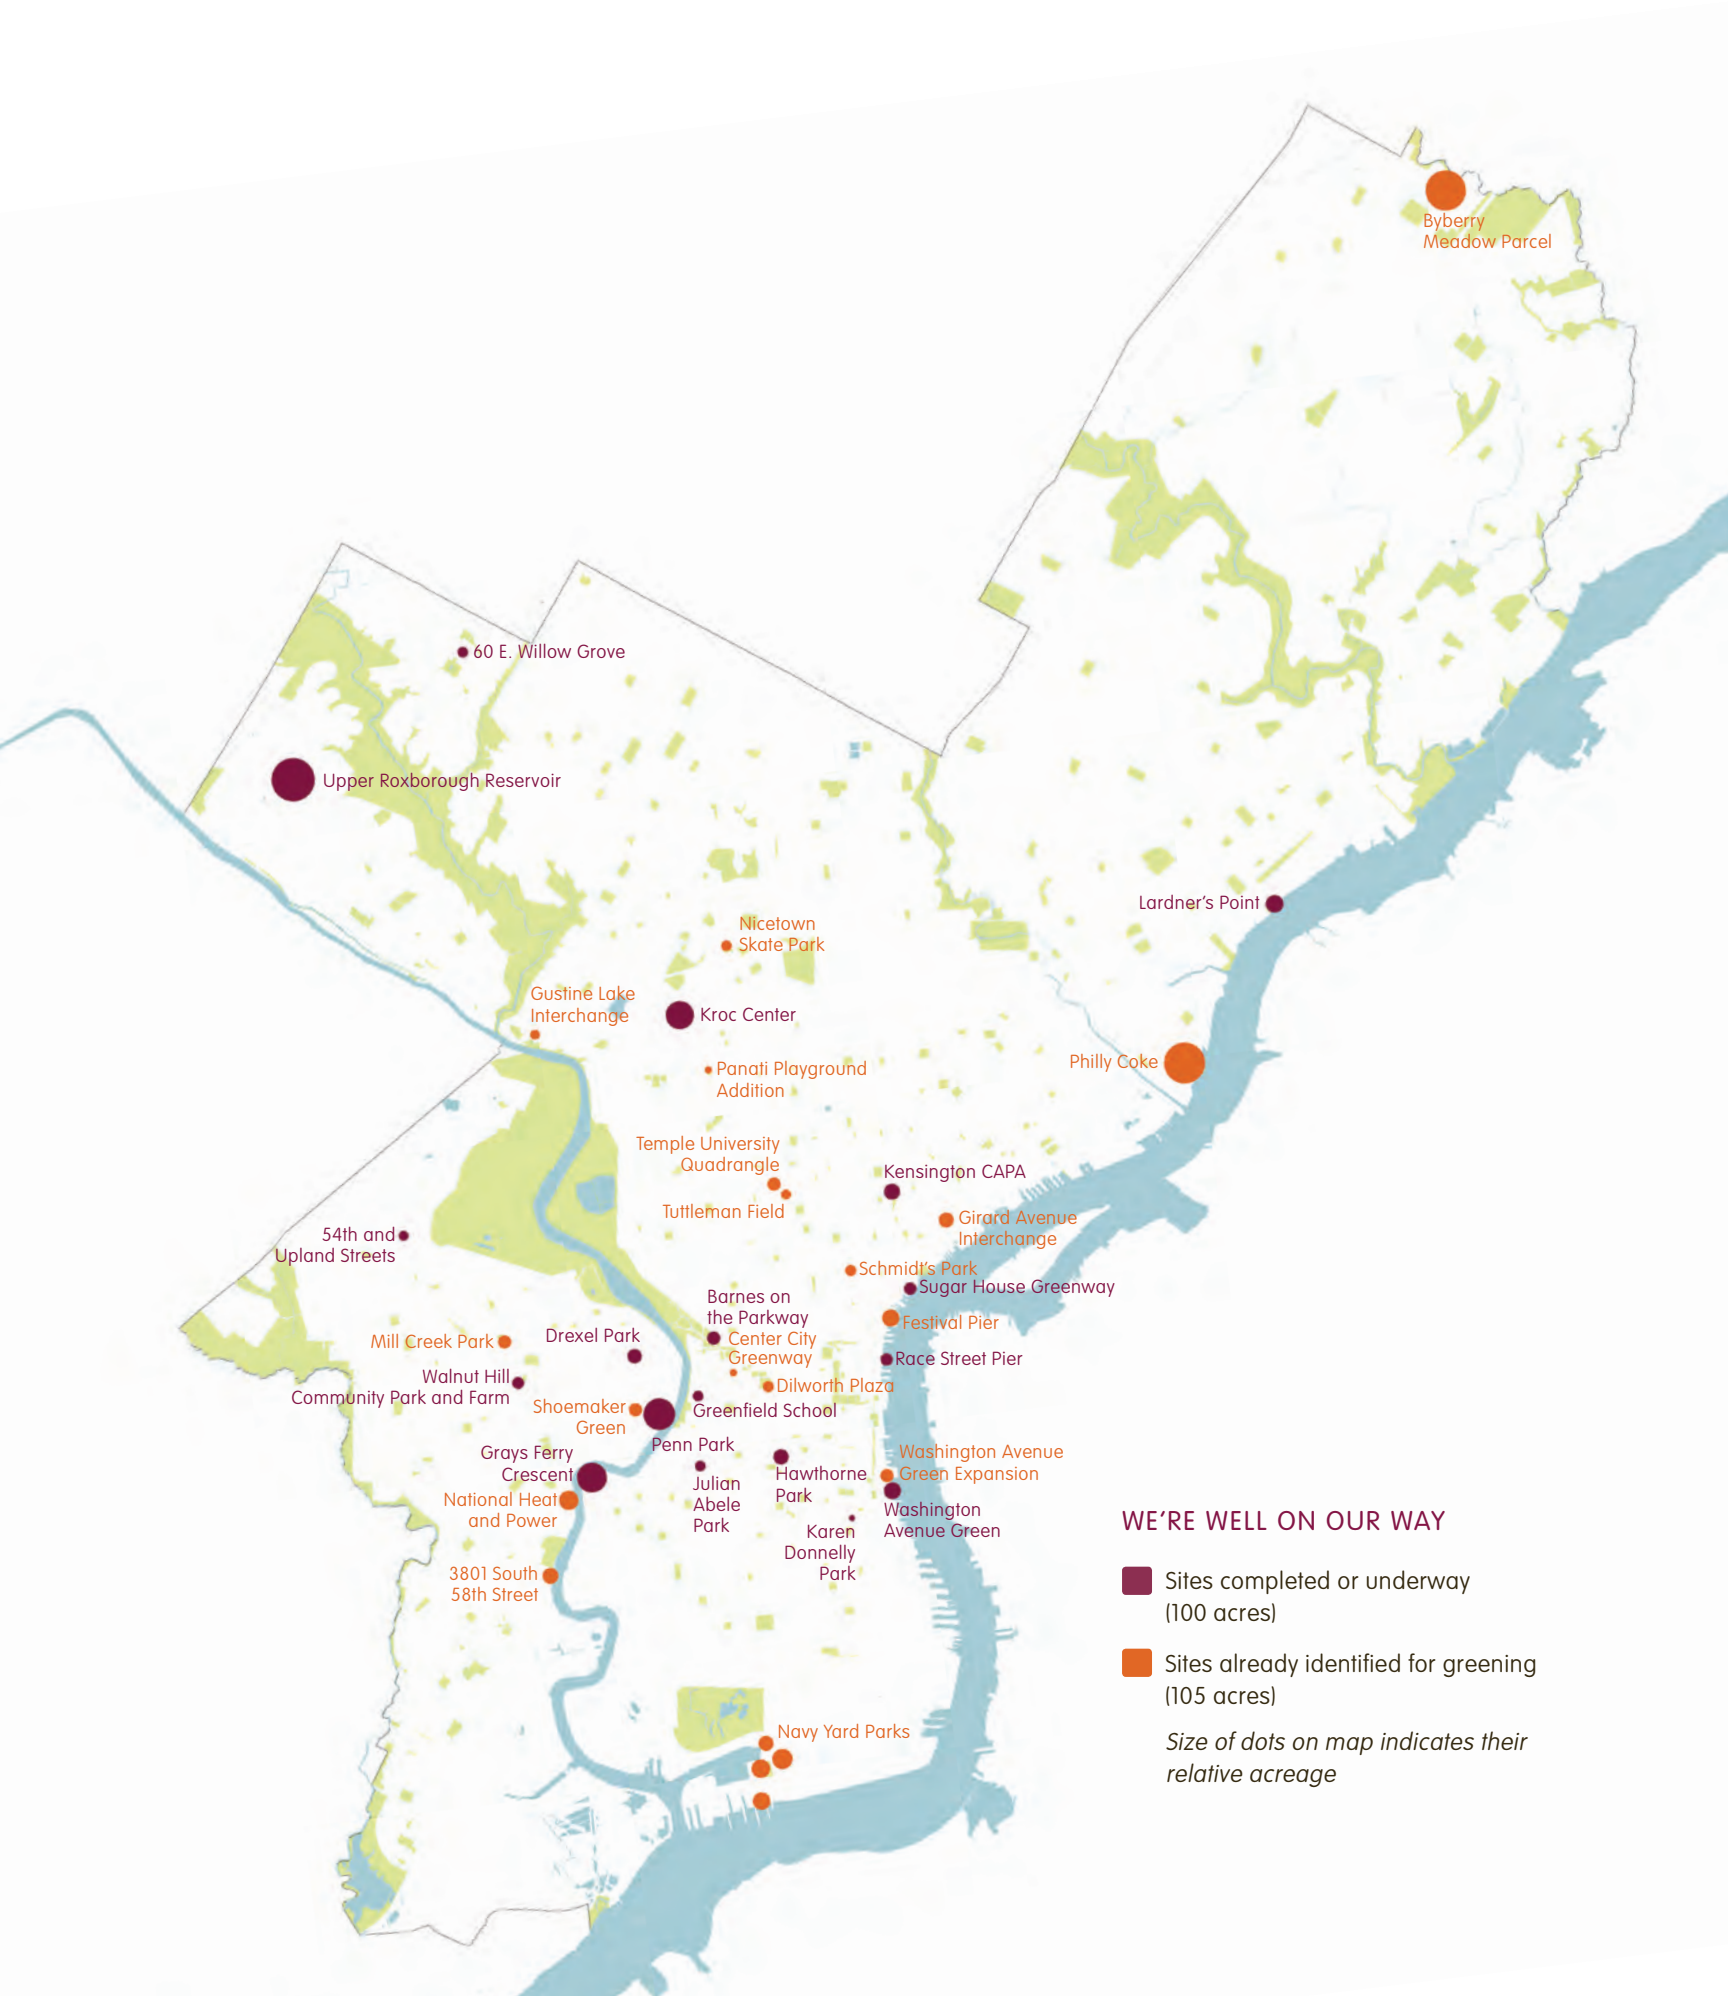 Byberry
Meadow Parcel
60 E. Willow Grove
Upper Roxborough Reservoir
Lardner's Point
Nicetown
Skate Park
Gustine Lake
Interchange
Kroc Center
Philly Coke
Panati Playground
Addition
Temple University
Quadrangle
Tuttleman Field
Kensington CAPA
Girard Avenue
Interchange
54th and
Upland Streets
Schmidt's Park
Sugar House Greenway
Barnes on
the Parkway
Festival Pier
Mill Creek Park
Drexel Park
Center City
Greenway
Race Street Pier
Walnut Hill
Community Park and Farm
Dilworth Plaza
Shoemaker
Green
Greenfield School
Penn Park
Grays Ferry
Crescent
Julian
Abele
Park
Hawthorne
Park
Washington Avenue
Green Expansion
National Heat
and Power
Washington
Avenue Green
Karen
Donnelly
Park
3801 South
58th Street
Navy Yard Parks
WE'RE WELL ON OUR WAY
Sites completed or underway
(100 acres)
Sites already identified for greening
(105 acres)
Size of dots on map indicates their
relative acreage